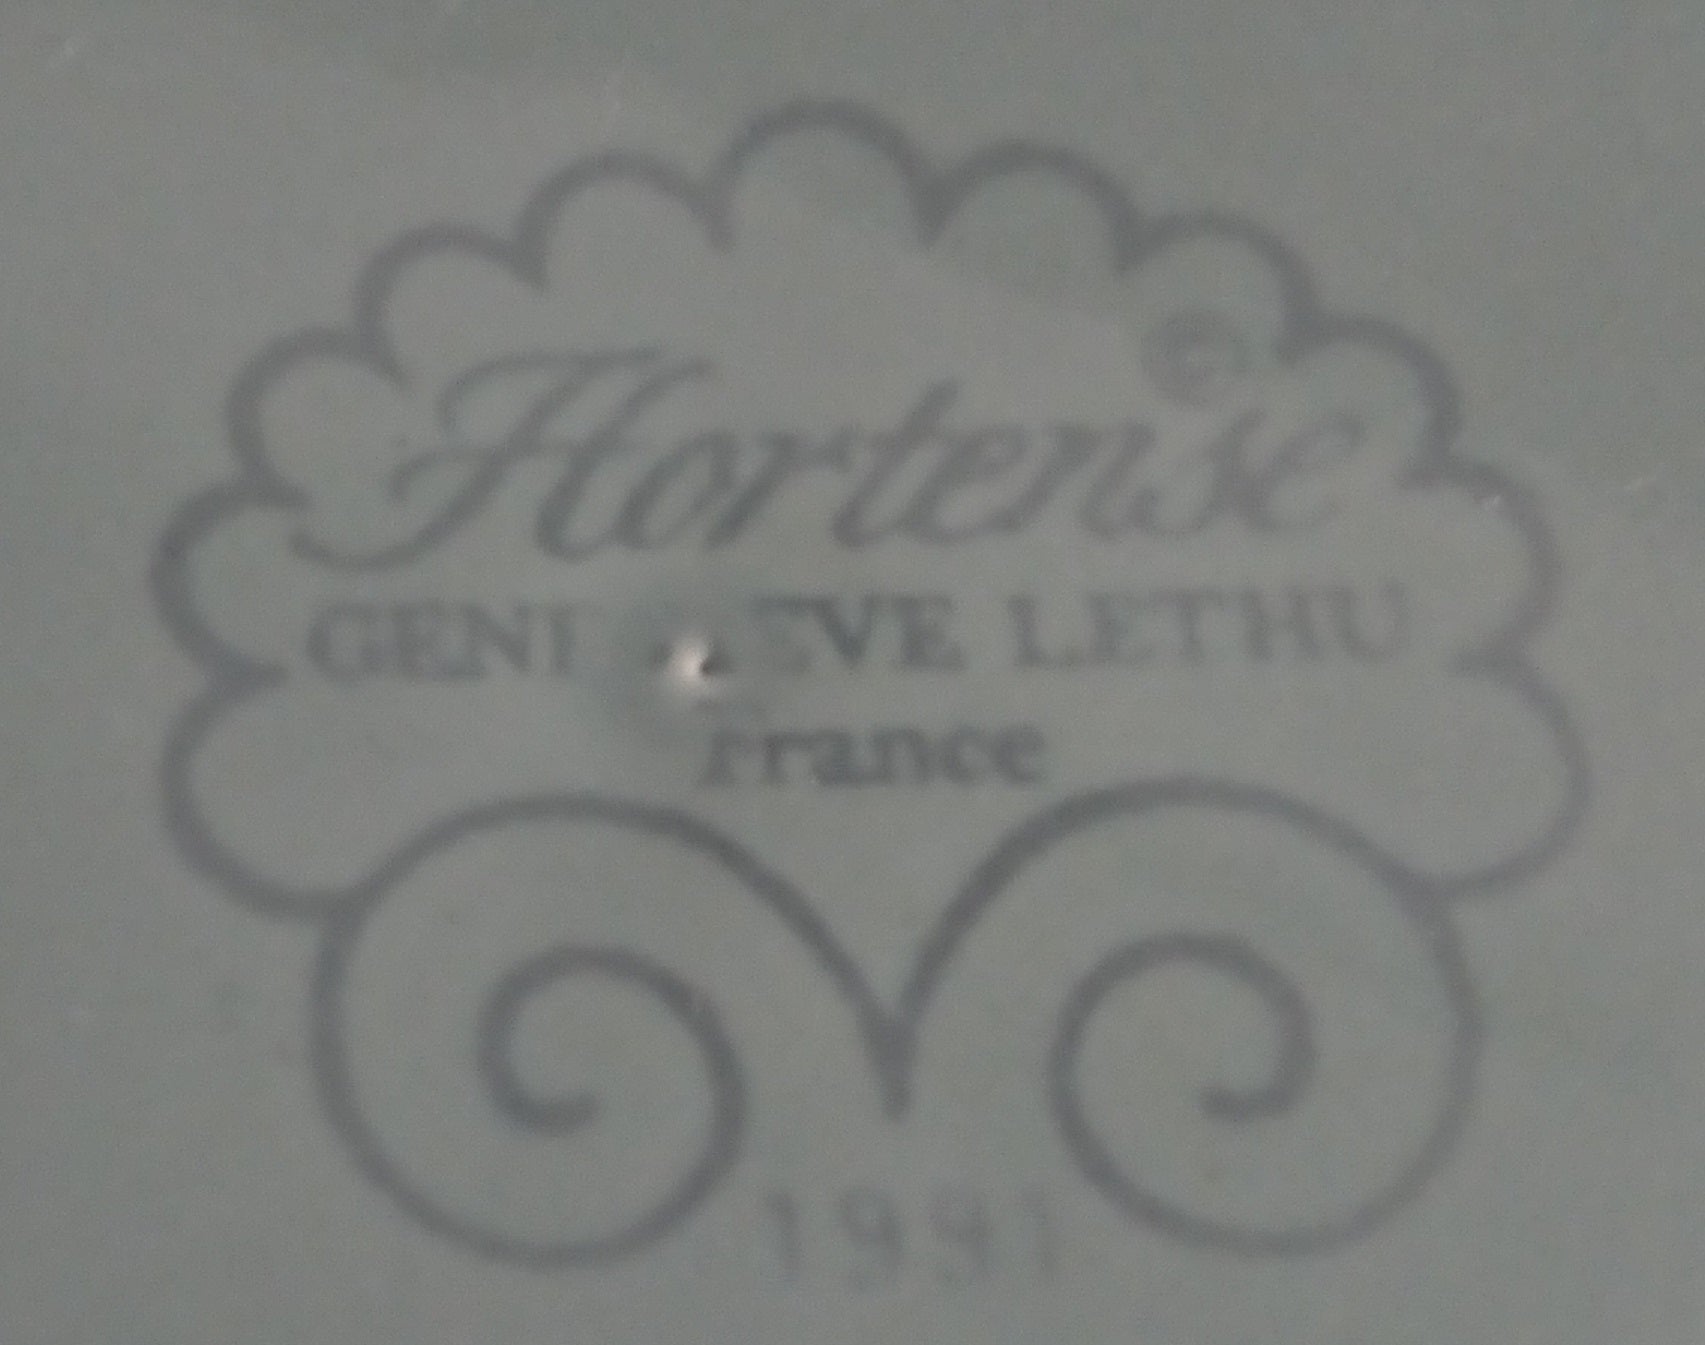 ©
Hortense
GENEVIEVE LETHU
France
1991